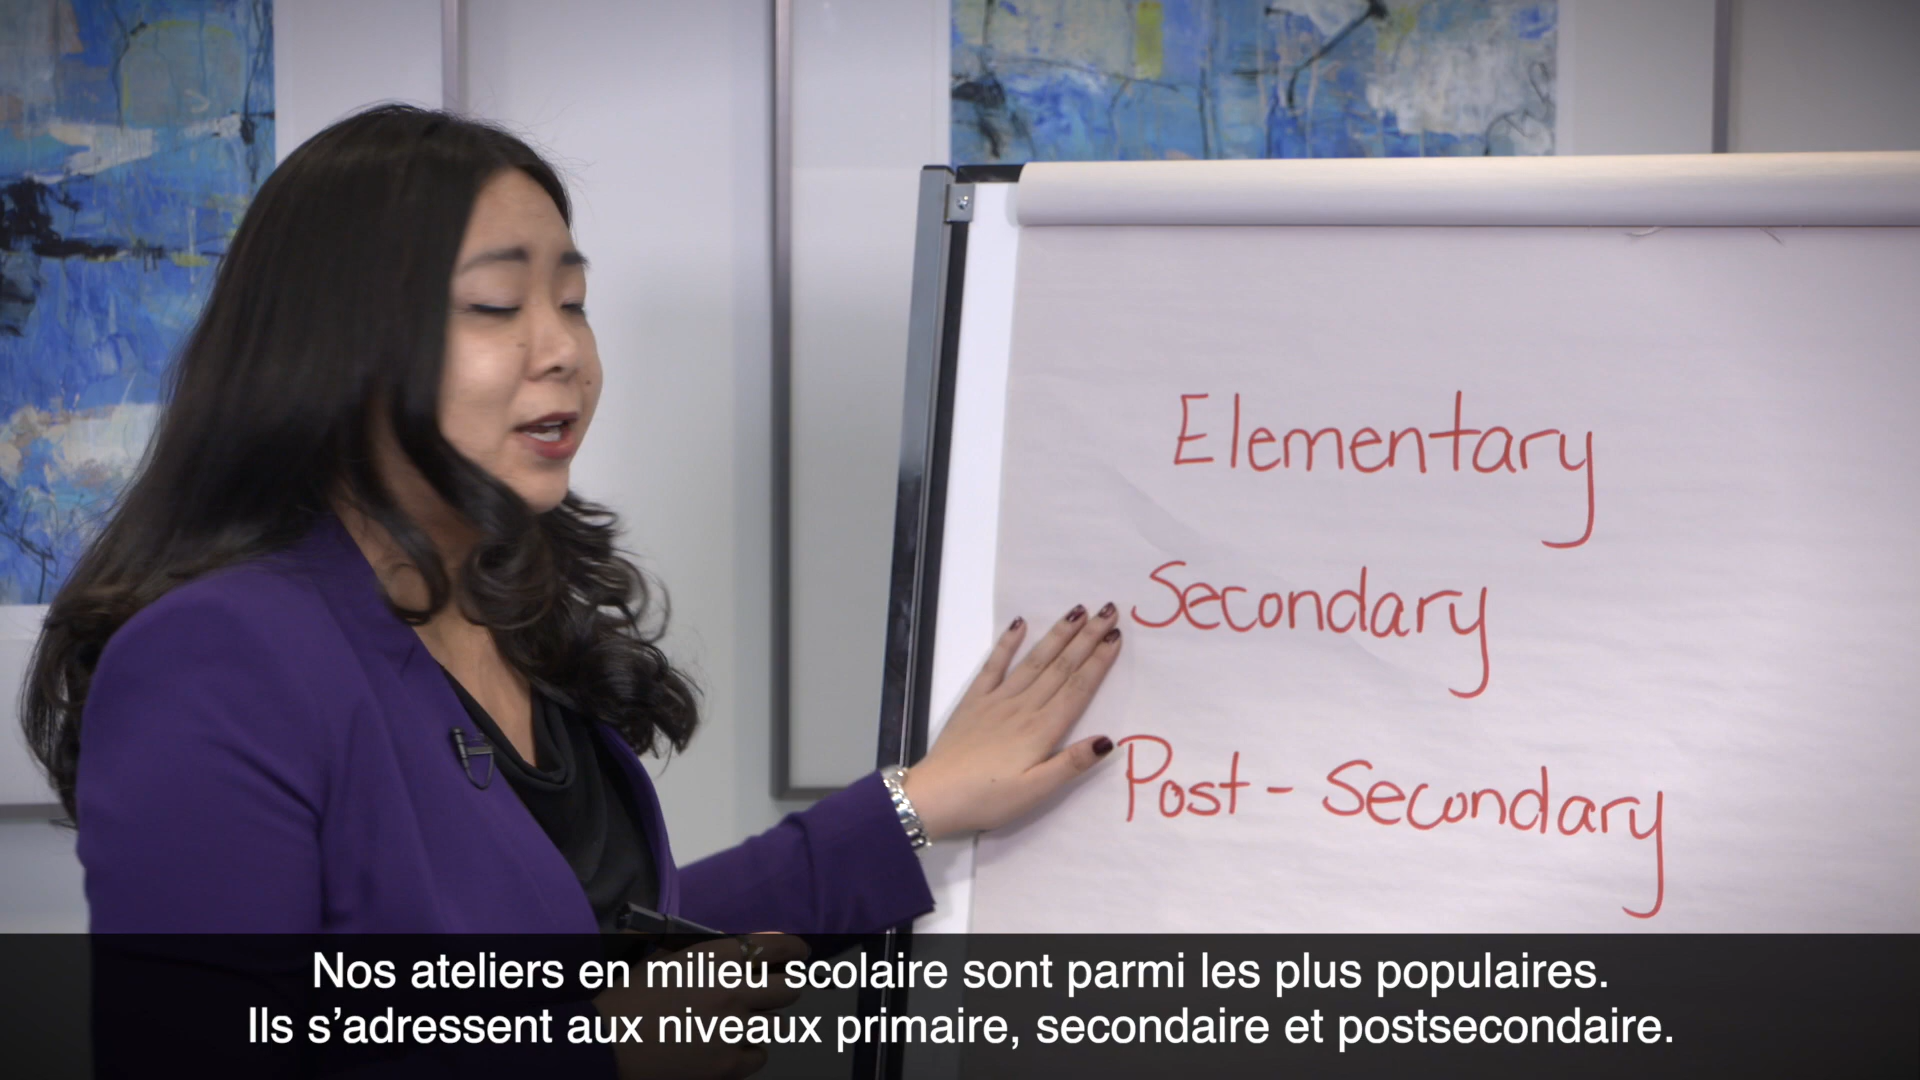 Elementary
Secondary
Post-Secondary
Nos ateliers en milieu scolaire sont parmi les plus populaires.
Ils s’adressent aux niveaux primaire, secondaire et postsecondaire.